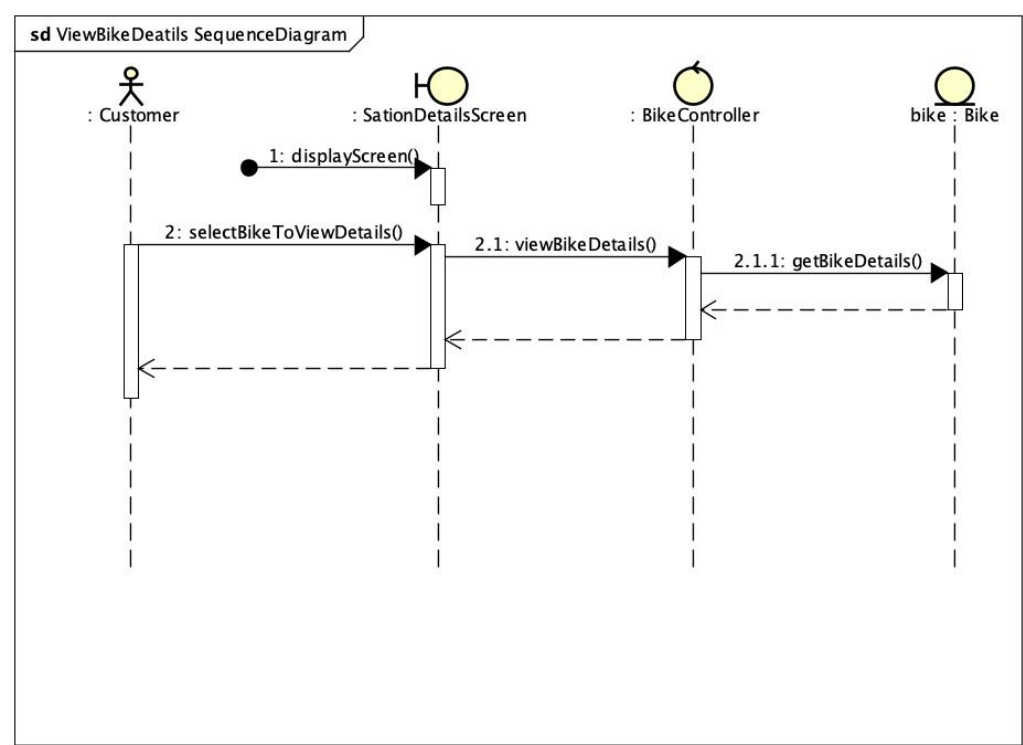 sd ViewBikeDeatils SequenceDiagram
: Customer
: SationDetailsScreen
: BikeController
bike : Bike
1: displayScreen()
2: selectBikeToViewDetails()
2.1: viewBikeDetails()
2.1.1: getBikeDetails()